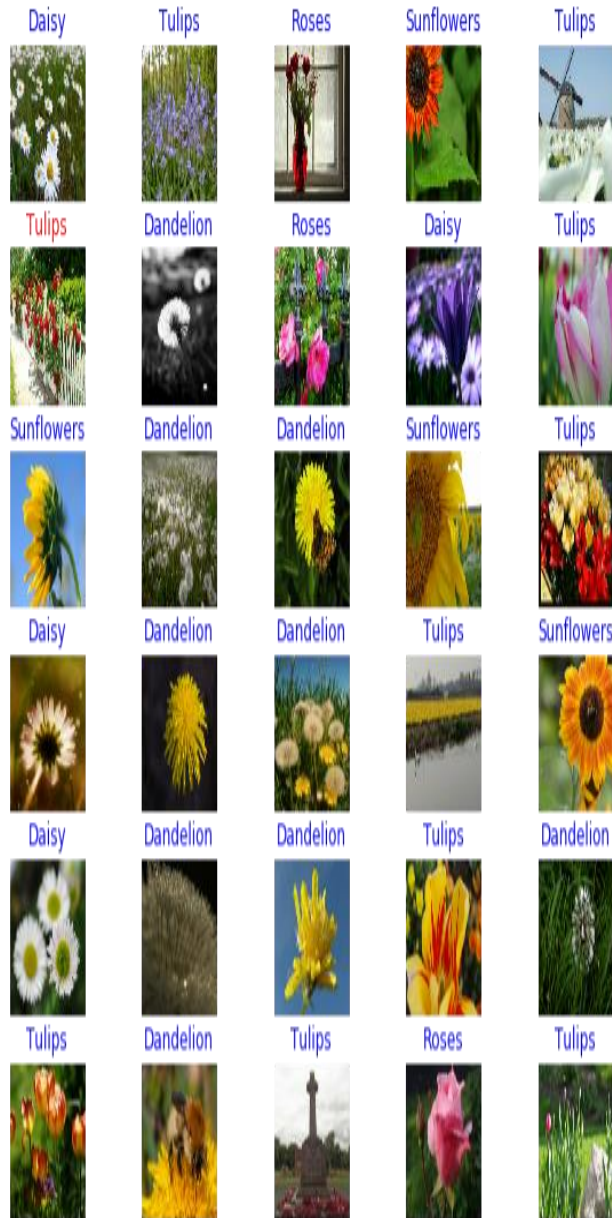 Daisy Tulips Roses Sunflowers Tulips
Tulips Dandelion Roses Daisy Tulips
Sunflowers Dandelion Dandelion Sunflowers Tulips
Daisy Dandelion Dandelion Tulips Sunflowers
Daisy Dandelion Dandelion Tulips Dandelion
Tulips Dandelion Tulips Roses Tulips